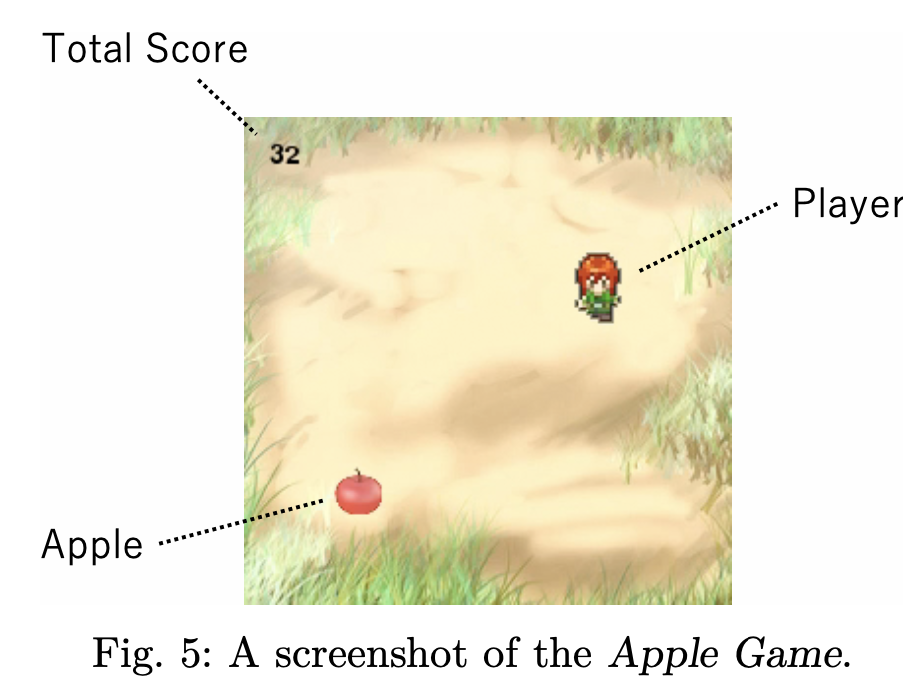 Total Score
32
Player
Apple
Fig. 5: A screenshot of the Apple Game.